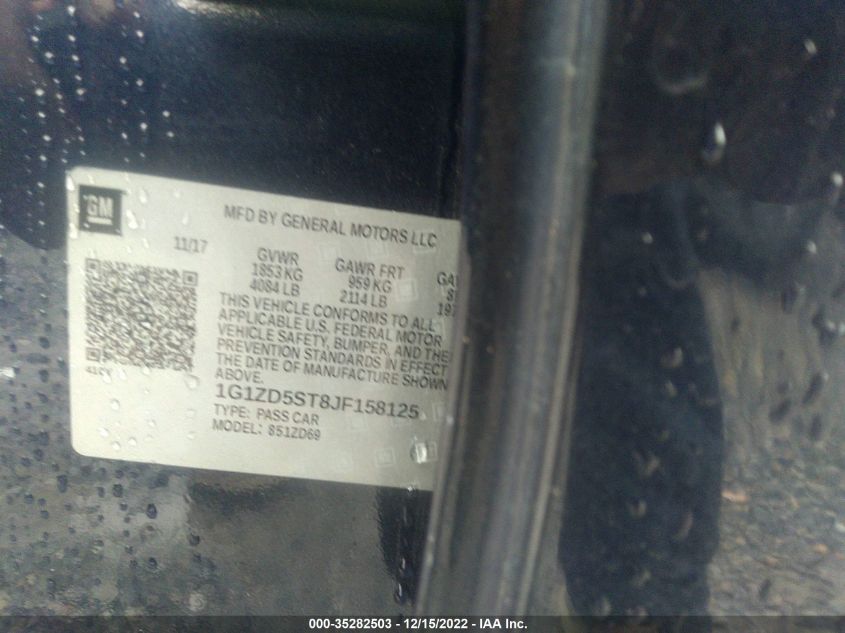 GM
MFD BY GENERAL MOTORS LLC
11/17
GVWR
1853 KG
4084 LB
GAWR FRT
959 KG
2114 LB
THIS VEHICLE CONFORMS TO ALL
APPLICABLE U.S. FEDERAL MOTOR
VEHICLE SAFETY, BUMPER, AND
PREVENTION STANDARDS IN EFFECT
THE DATE OF MANUFACTURE SHOWN
ABOVE.
1G1ZD5ST8JF158125
TYPE: PASS CAR
MODEL: 851ZD69
000-35282503 - 12/15/2022 - IAA Inc.